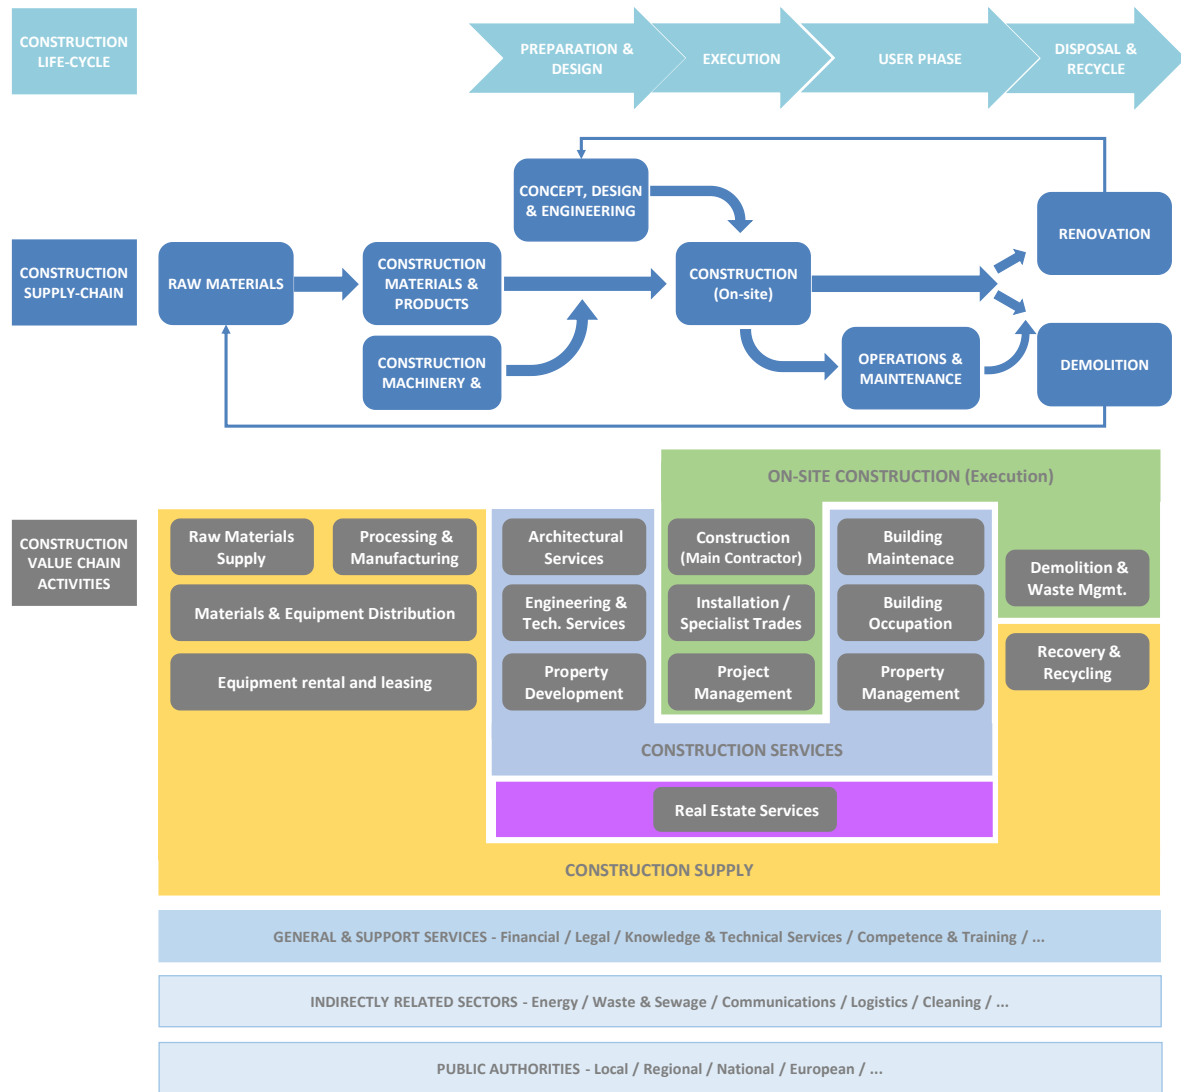 CONSTRUCTION
LIFE-CYCLE
PREPARATION &
DESIGN
EXECUTION
USER PHASE
DISPOSAL &
RECYCLE
CONCEPT, DESIGN
& ENGINEERING
RENOVATION
CONSTRUCTION
SUPPLY-CHAIN
RAW MATERIALS
CONSTRUCTION
MATERIALS &
PRODUCTS
CONSTRUCTION
(On-site)
CONSTRUCTION
MACHINERY &
OPERATIONS &
MAINTENANCE
DEMOLITION
ON-SITE CONSTRUCTION (Execution)
CONSTRUCTION
VALUE CHAIN
ACTIVITIES
Raw Materials
Supply
Processing &
Manufacturing
Architectural
Services
Construction
(Main Contractor)
Building
Maintenace
Demolition &
Waste Mgmt.
Materials & Equipment Distribution
Engineering &
Tech. Services
Installation /
Specialist Trades
Building
Occupation
Equipment rental and leasing
Property
Development
Project
Management
Property
Management
Recovery &
Recycling
CONSTRUCTION SERVICES
Real Estate Services
CONSTRUCTION SUPPLY
GENERAL & SUPPORT SERVICES - Financial / Legal / Knowledge & Technical Services / Competence & Training / ...
INDIRECTLY RELATED SECTORS - Energy / Waste & Sewage / Communications / Logistics / Cleaning / ...
PUBLIC AUTHORITIES - Local / Regional / National / European / ...